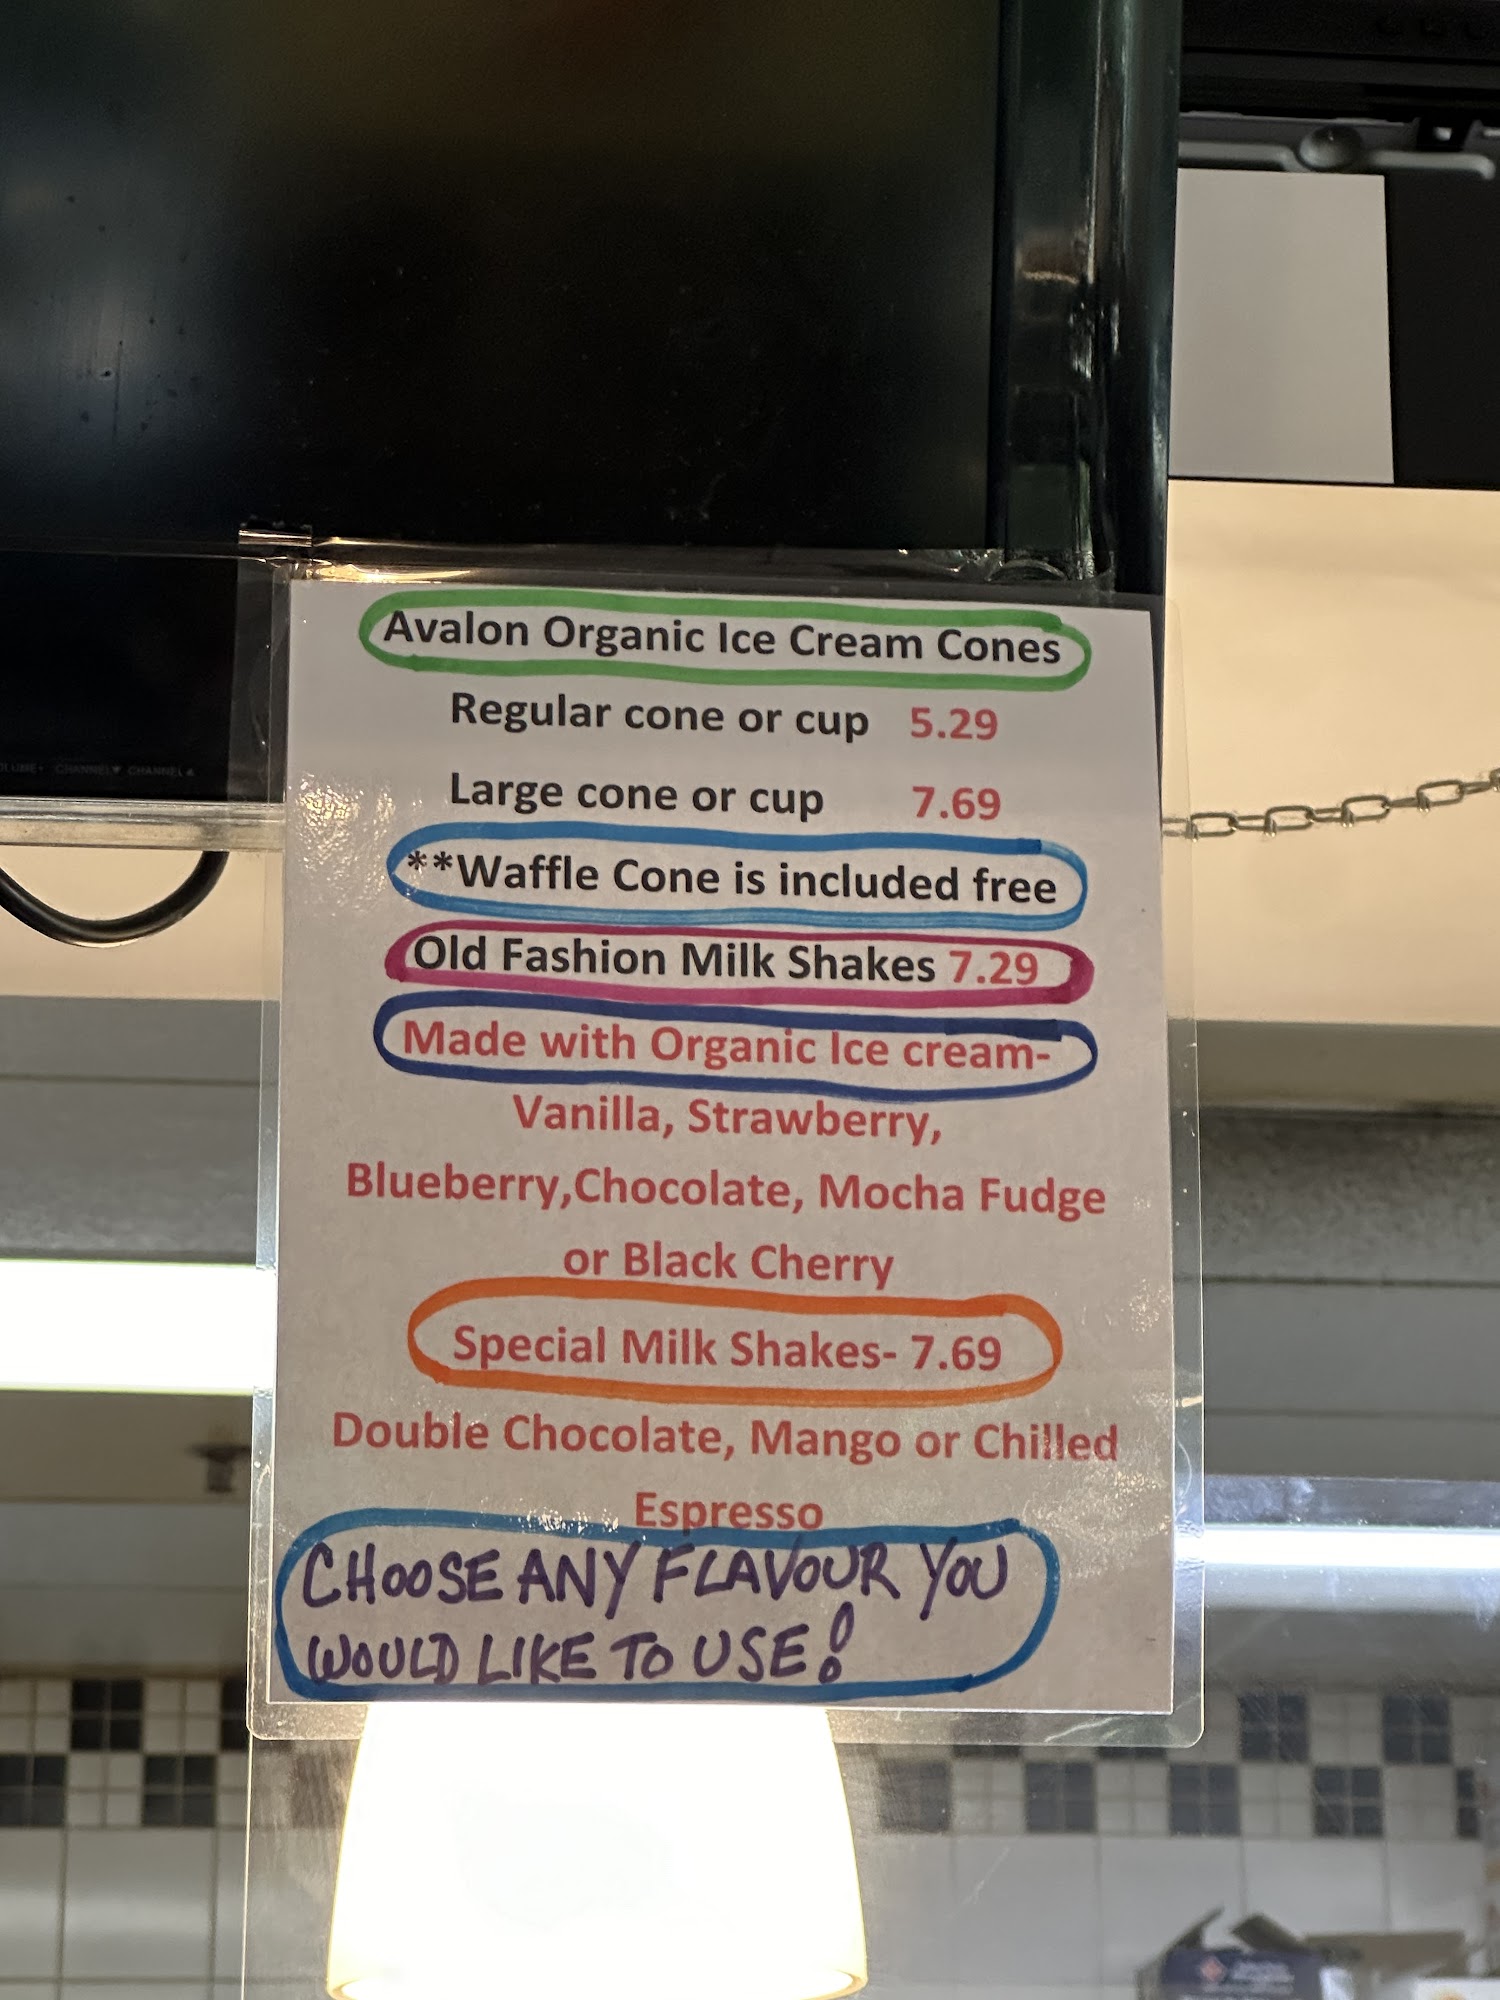 CHANNEL▼ CHANNEL▲
Avalon Organic Ice Cream Cones
Regular cone or cup 5.29
Large cone or cup 7.69
**Waffle Cone is included free
Old Fashion Milk Shakes 7.29
Made with Organic Ice cream-
Vanilla, Strawberry,
Blueberry,Chocolate, Mocha Fudge
or Black Cherry
Special Milk Shakes- 7.69
Double Chocolate, Mango or Chilled
Espresso
CHOOSE ANY FLAVOUR YOU
WOULD LIKE TO USE!